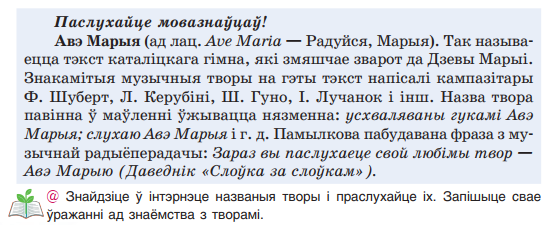 Паслухайце мовазнаўцаў!
Авэ Марыя (ад лац. Ave Maria — Радуйся, Марыя). Так называ-
ецца тэкст каталіцкага гімна, які змяшчае зварот да Дзевы Марыі.
Знакамітыя музычныя творы на гэты тэкст напісалі кампазітары
Ф. Шуберт, Л. Керубіні, Ш. Гуно, І. Лучанок і інш. Назва твора
павінна ў маўленні ўжывацца нязменна: усхваляваны гукамі Авэ
Марыя; слухаю Авэ Марыя і г. д. Памылкова пабудавана фраза з му-
зычнай радыёперадачы: Зараз вы паслухаеце свой любімы твор —
Авэ Марыю (Даведнік «Слоўка за слоўкам»).
@ Знайдзіце ў інтэрнэце названыя творы і праслухайце іх. Запішыце свае
ўражанні ад знаёмства з творамі.